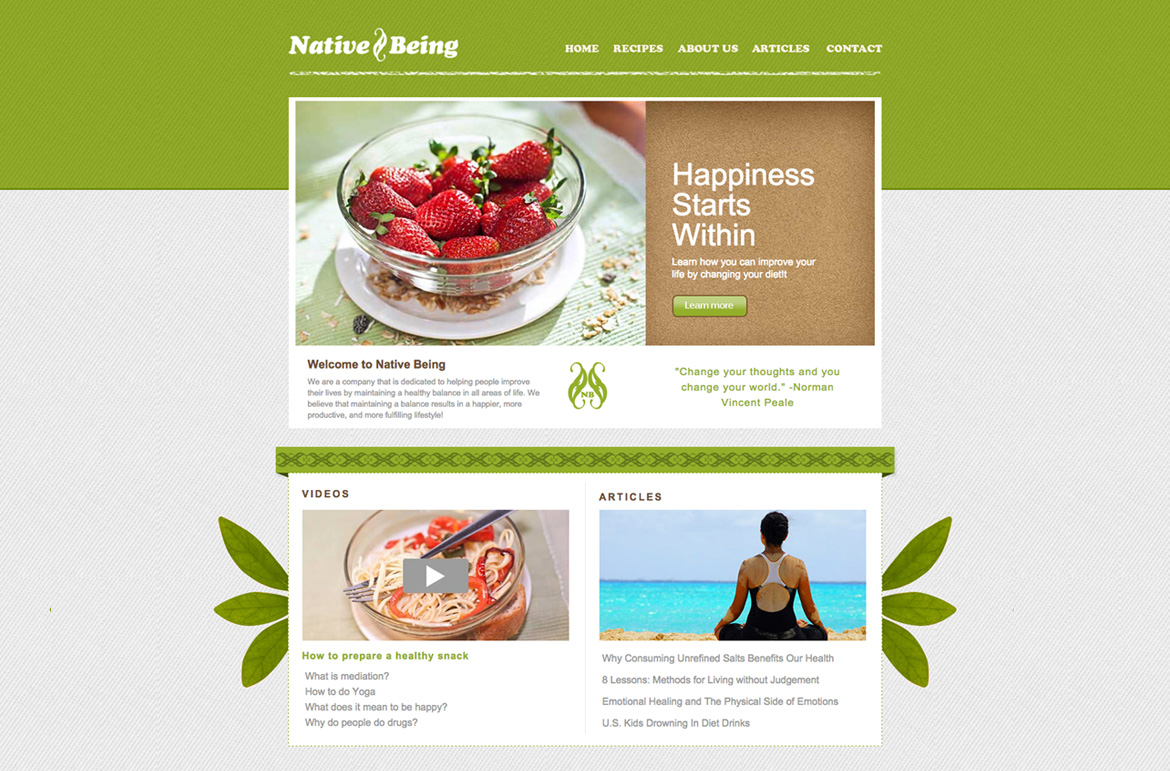 Native Being
HOME RECIPES ABOUT US ARTICLES CONTACT
Happiness
Starts
Within
Learn how you can improve your
life by changing your diet!t
Learn more
Welcome to Native Being
We are a company that is dedicated to helping people improve
their lives by maintaining a healthy balance in all areas of life. We
believe that maintaining a balance results in a happier, more
productive, and more fulfilling lifestyle!
NB
"Change your thoughts and you
change your world." -Norman
Vincent Peale
VIDEOS
How to prepare a healthy snack
What is mediation?
How to do Yoga
What does it mean to be happy?
Why do people do drugs?
ARTICLES
Why Consuming Unrefined Salts Benefits Our Health
8 Lessons: Methods for Living without Judgement
Emotional Healing and The Physical Side of Emotions
U.S. Kids Drowning In Diet Drinks